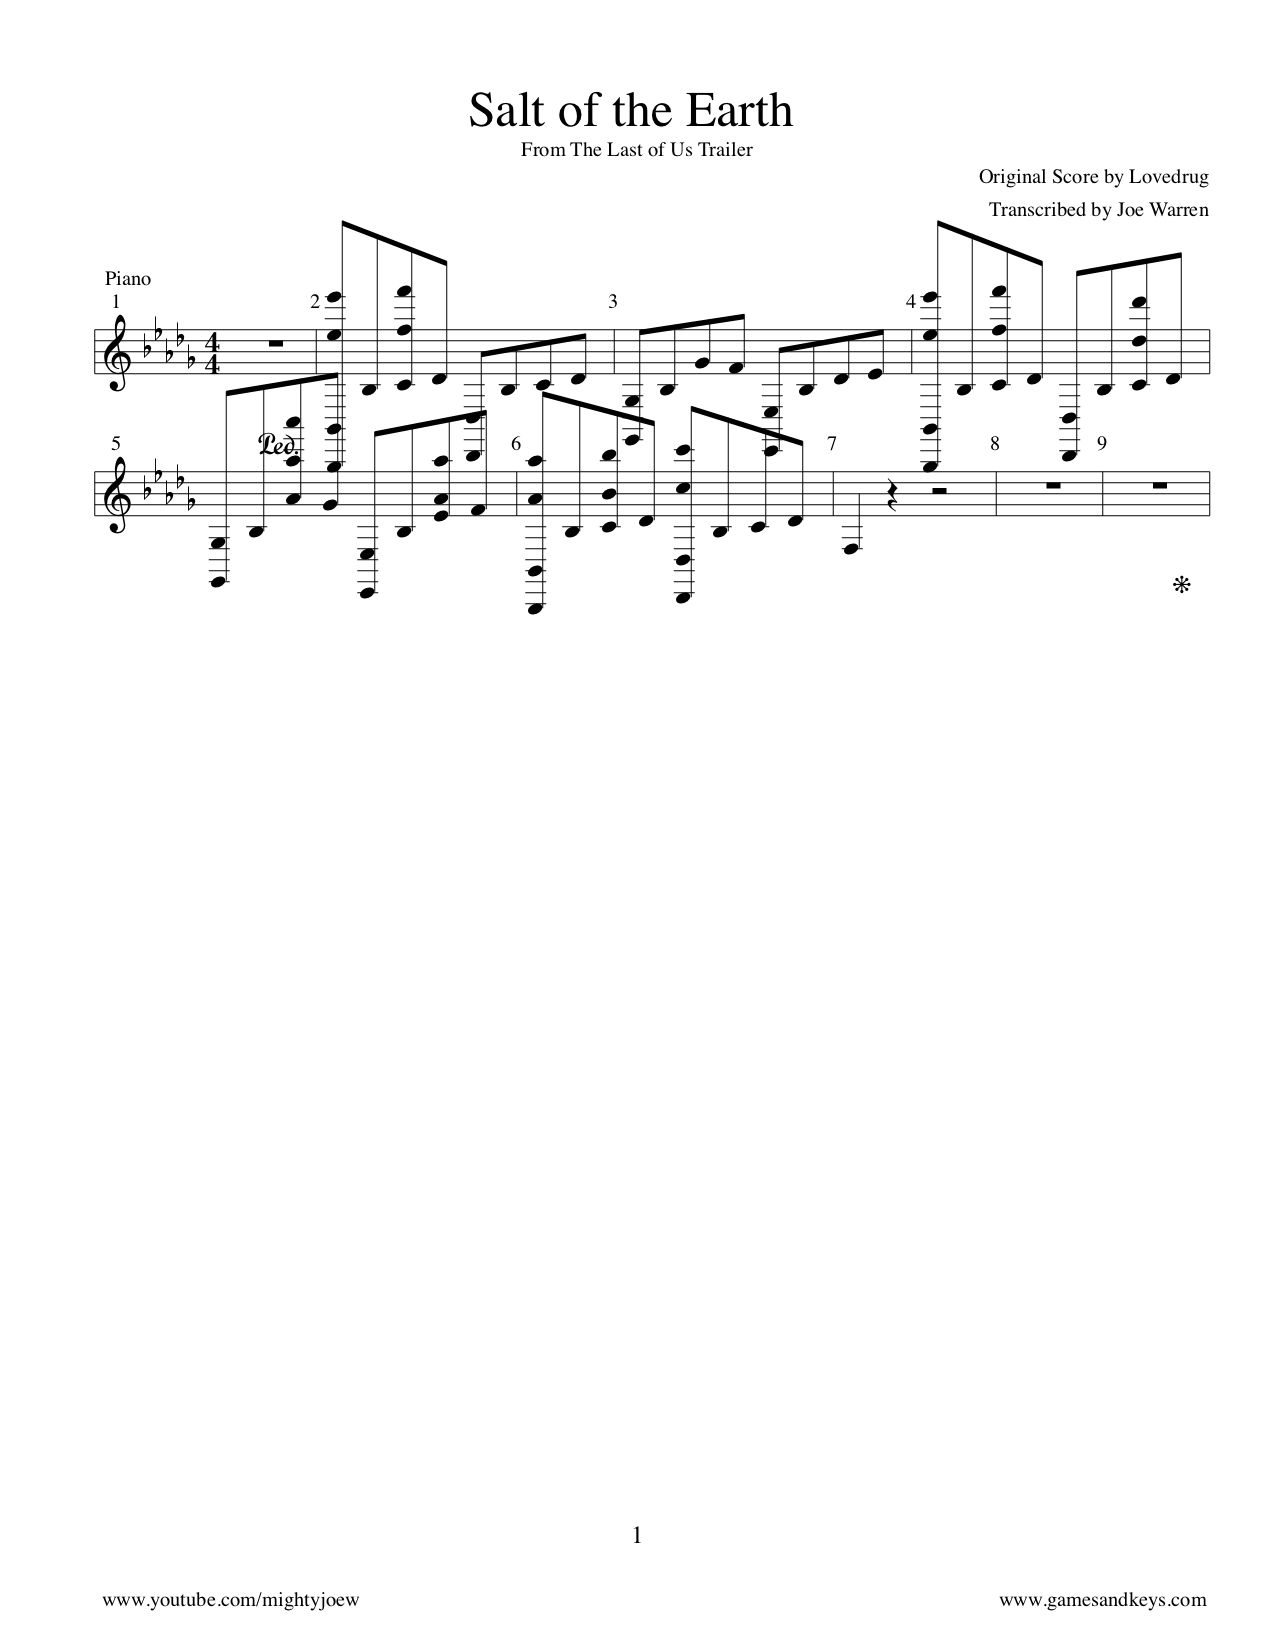 Salt of the Earth
From The Last of Us Trailer
Original Score by Lovedrug
Transcribed by Joe Warren
Piano
1 2 3 4
4
4
Ped.
5 6 7 8 9
1
www.youtube.com/mightyjoew www.gamesandkeys.com